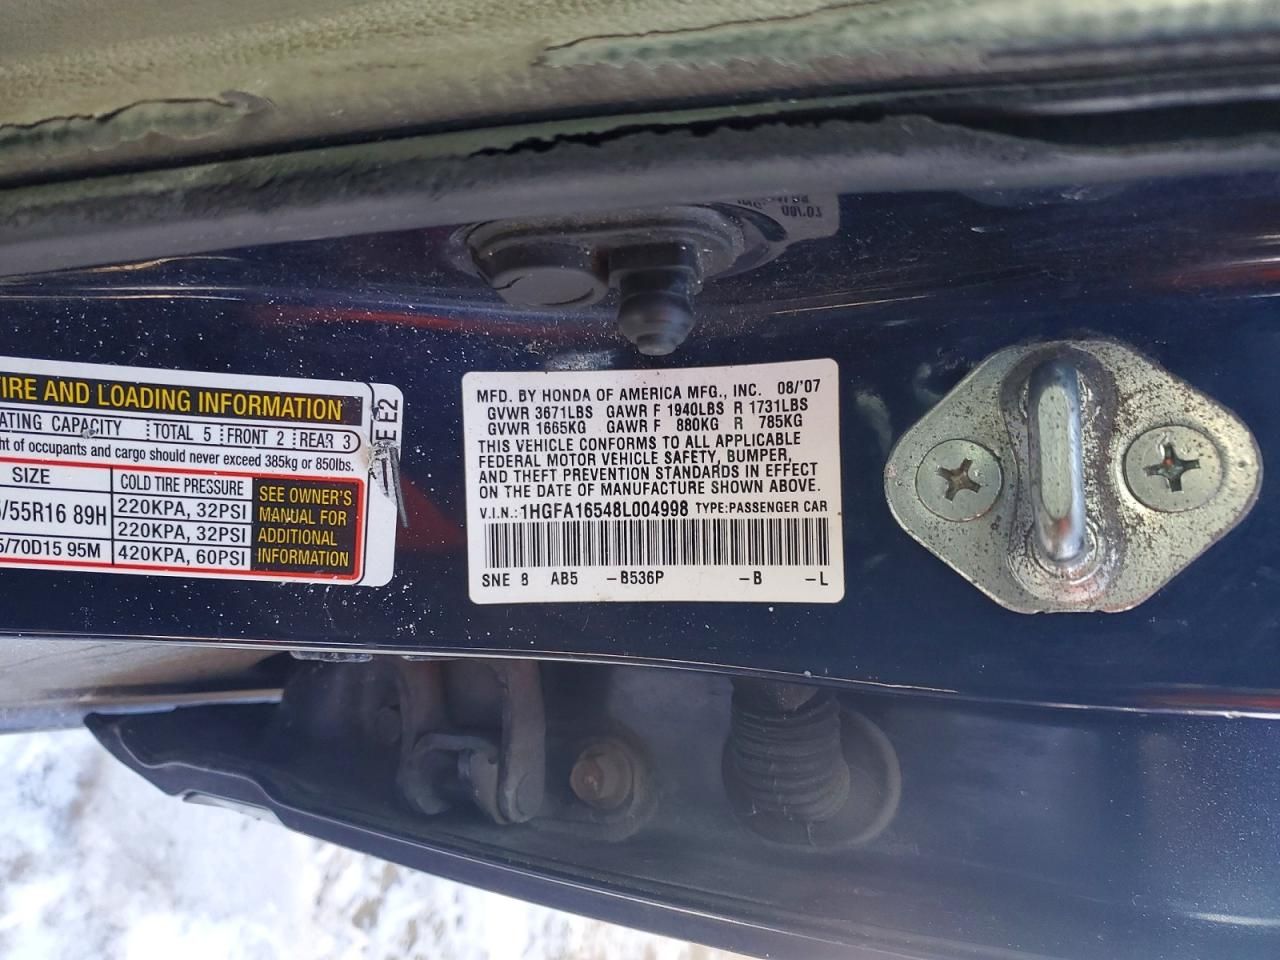 TIRE AND LOADING INFORMATION
ATING CAPACITY TOTAL 5 FRONT 2 REAR 3
ht of occupants and cargo should never exceed 385kg or 850lbs.
SIZE COLD TIRE PRESSURE SEE OWNER'S MANUAL FOR ADDITIONAL INFORMATION
/55R16 89H 220KPA, 32PSI
220KPA, 32PSI
5/70D15 95M 420KPA, 60PSI
MFD. BY HONDA OF AMERICA MFG., INC. 08/'07
GVWR 3671LBS GAWR F 1940LBS R 1731LBS
GVWR 1665KG GAWR F 880KG R 785KG
THIS VEHICLE CONFORMS TO ALL APPLICABLE
FEDERAL MOTOR VEHICLE SAFETY, BUMPER,
AND THEFT PREVENTION STANDARDS IN EFFECT
ON THE DATE OF MANUFACTURE SHOWN ABOVE.
V.I.N.: 1HGFA16548L004998 TYPE:PASSENGER CAR
SNE 8 AB5 -B536P -B -L